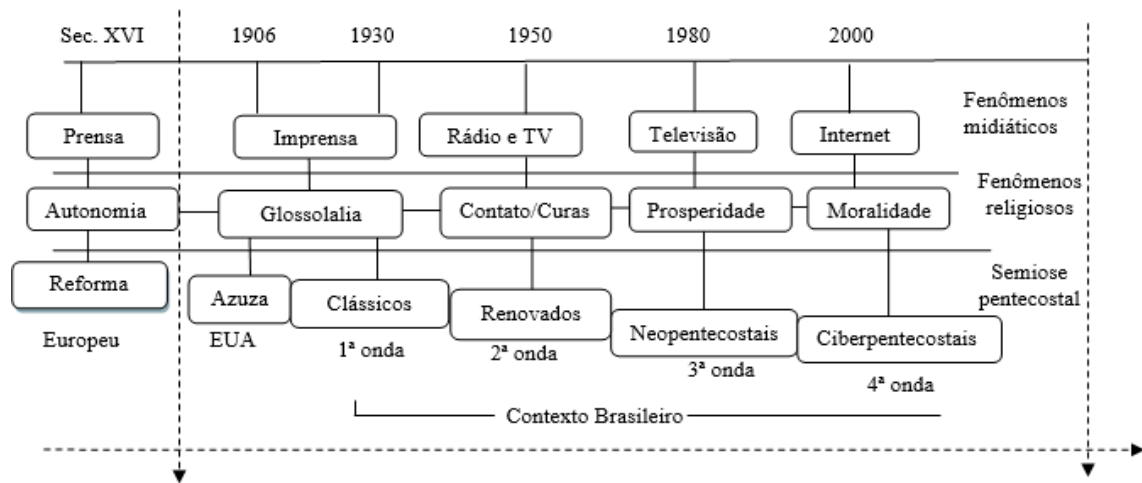 Sec. XVI 1906 1930 1950 1980 2000
Fenômenos
midiáticos
Prensa Imprensa Rádio e TV Televisão Internet
Fenômenos
religiosos
Autonomia Glossolalia Contato/Curas Prosperidade Moralidade
Semiose
pentecostal
Reforma Azuza Clássicos Renovados Neopentecostais Ciberpentecostais
Europeu EUA 1ª onda 2ª onda 3ª onda 4ª onda
Contexto Brasileiro